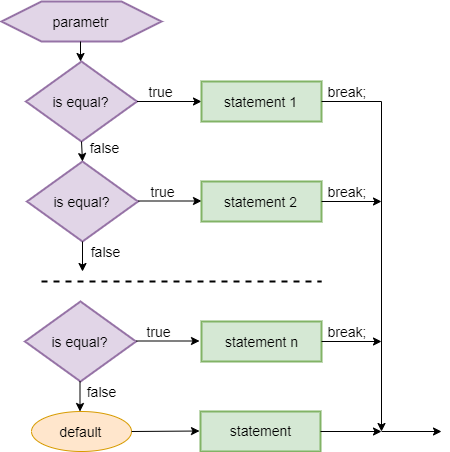 parametr
is equal?
true
statement 1
break;
false
is equal?
true
statement 2
break;
false
is equal?
true
statement n
break;
false
default
statement